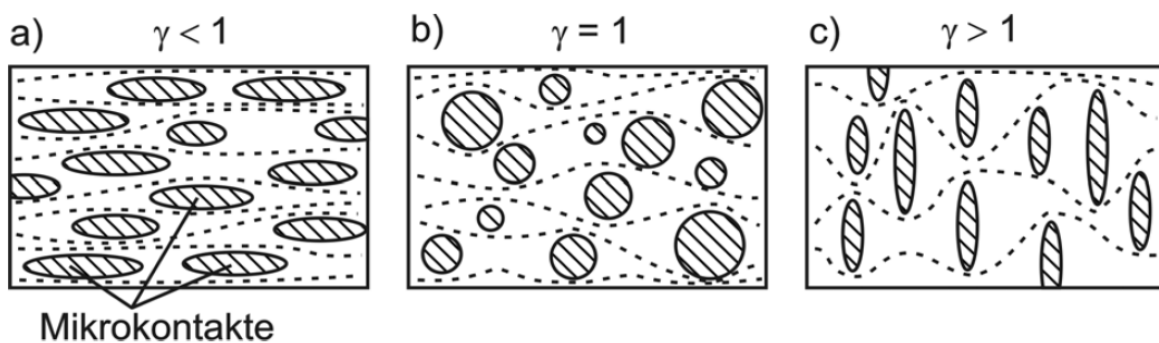 a) γ < 1
b) γ = 1
c) γ > 1
Mikrokontakte